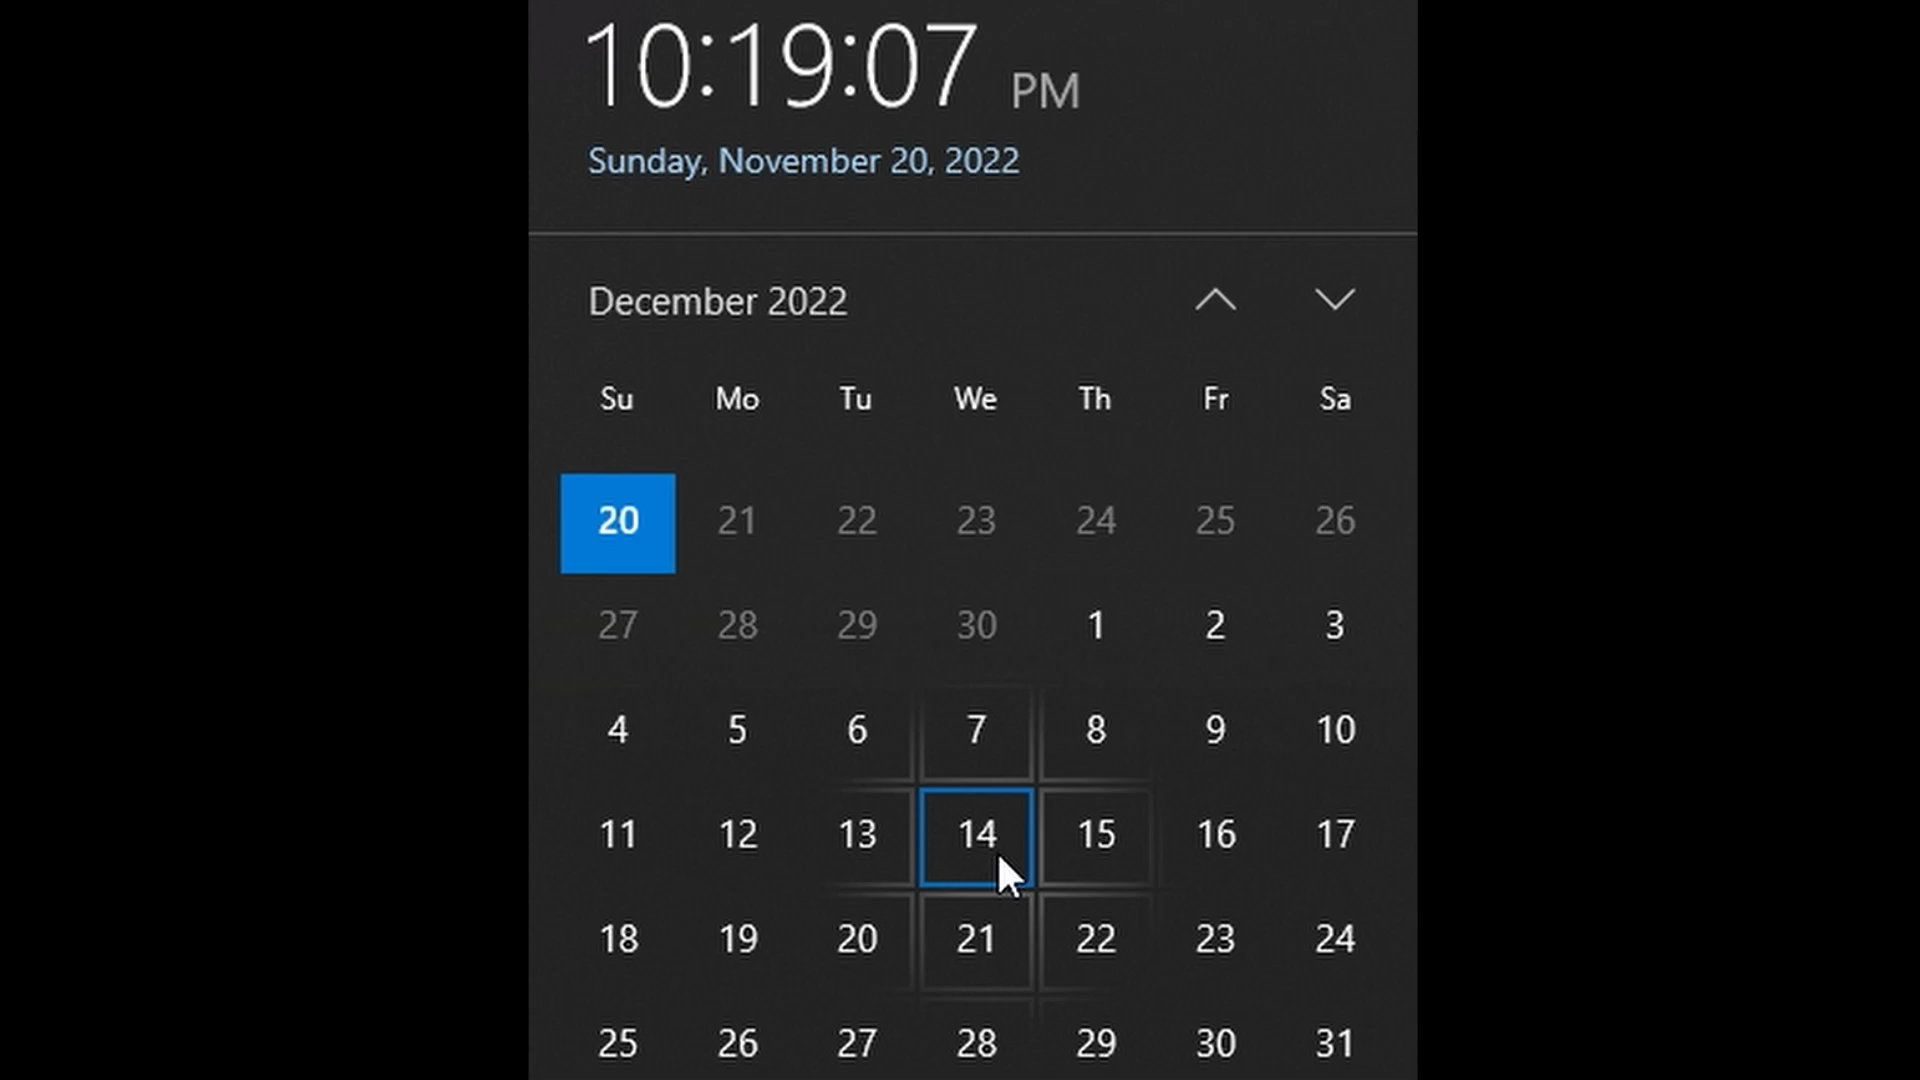 10:19:07 PM
Sunday, November 20, 2022
December 2022
Su Mo Tu We Th Fr Sa
20 21 22 23 24 25 26
27 28 29 30 1 2 3
4 5 6 7 8 9 10
11 12 13 14 15 16 17
18 19 20 21 22 23 24
25 26 27 28 29 30 31